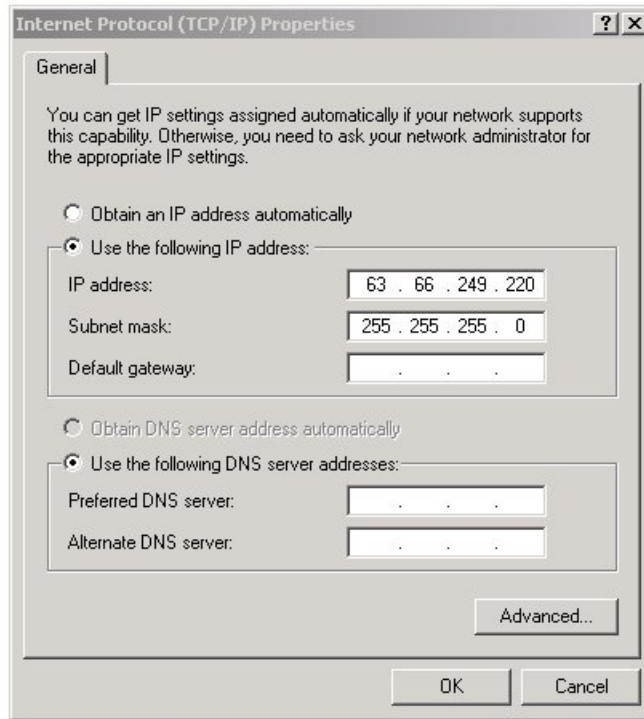 Internet Protocol (TCP/IP) Properties
General
You can get IP settings assigned automatically if your network supports
this capability. Otherwise, you need to ask your network administrator for
the appropriate IP settings.
Obtain an IP address automatically
Use the following IP address:
IP address: 63 . 66 . 249 . 220
Subnet mask: 255 . 255 . 255 . 0
Default gateway: . . .
Obtain DNS server address automatically
Use the following DNS server addresses:
Preferred DNS server: . . .
Alternate DNS server: . . .
Advanced...
OK Cancel